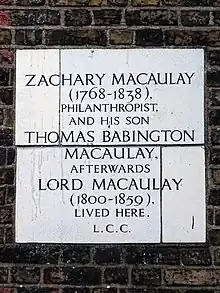 ZACHARY MACAULAY
(1768-1838).
PHILANTHROPIST,
AND HIS SON
THOMAS BABINGTON
MACAULAY.
AFTERWARDS
LORD MACAULAY
(1800-1859).
LIVED HERE.
L.C.C.